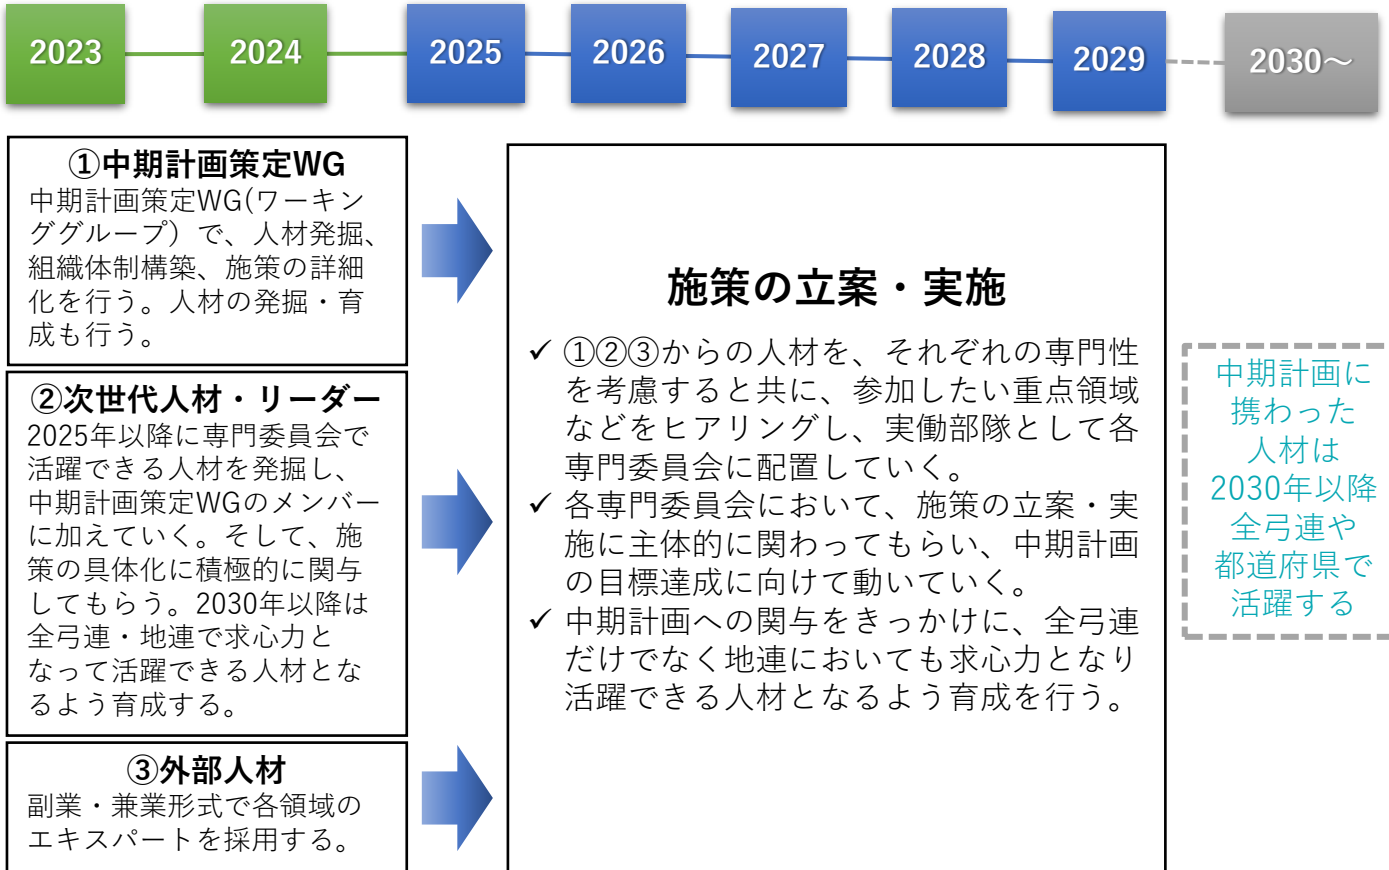 2023
2024
2025
2026
2027
2028
2029
2030～
①中期計画策定WG
中期計画策定WG(ワーキン
ググループ）で、人材発掘、
組織体制構築、施策の詳細
化を行う。人材の発掘・育
成も行う。
②次世代人材・リーダー
2025年以降に専門委員会で
活躍できる人材を発掘し、
中期計画策定WGのメンバー
に加えていく。そして、施
策の具体化に積極的に関与
してもらう。2030年以降は
全弓連・地連で求心力と
なって活躍できる人材とな
るよう育成する。
③外部人材
副業・兼業形式で各領域の
エキスパートを採用する。
施策の立案・実施
✓ ①②③からの人材を、それぞれの専門性
を考慮すると共に、参加したい重点領域
などをヒアリングし、実働部隊として各
専門委員会に配置していく。
✓ 各専門委員会において、施策の立案・実
施に主体的に関わってもらい、中期計画
の目標達成に向けて動いていく。
✓ 中期計画への関与をきっかけに、全弓連
だけでなく地連においても求心力となり
活躍できる人材となるよう育成を行う。
中期計画に
携わった
人材は
2030年以降
全弓連や
都道府県で
活躍する